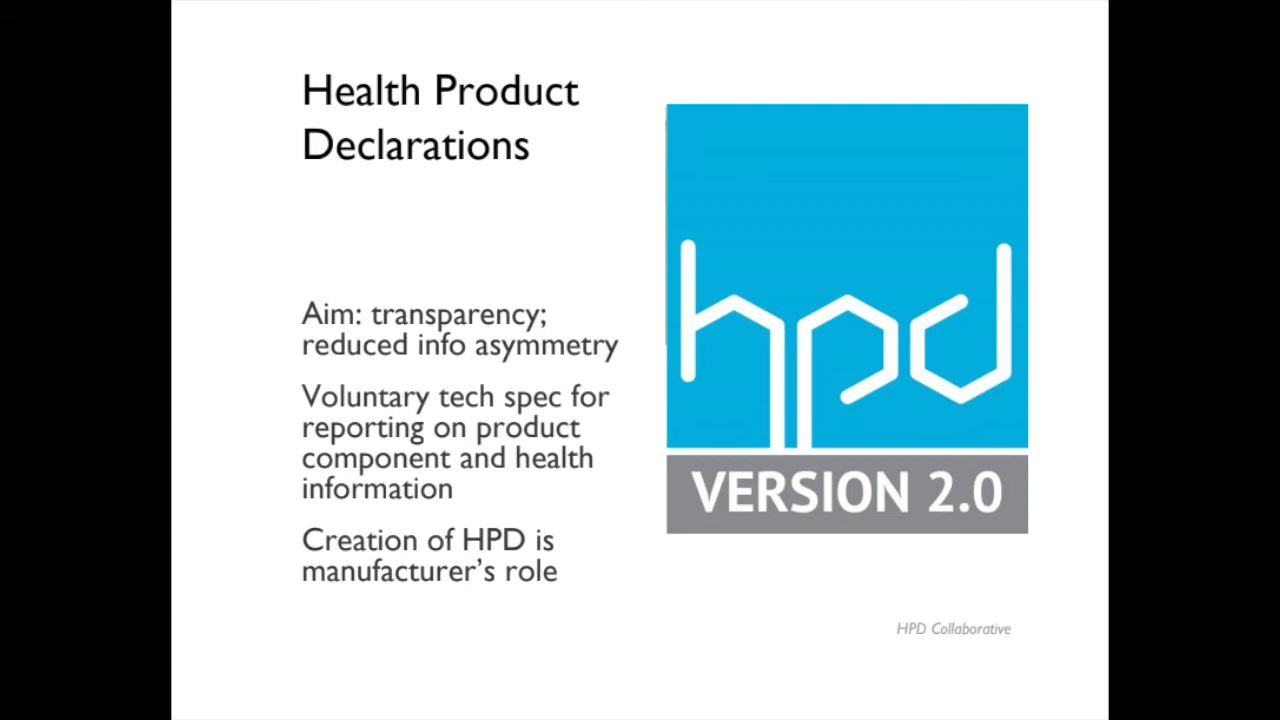 Health Product
Declarations
Aim: transparency;
reduced info asymmetry
Voluntary tech spec for
reporting on product
component and health
information
Creation of HPD is
manufacturer’s role
hpd
VERSION 2.0
HPD Collaborative